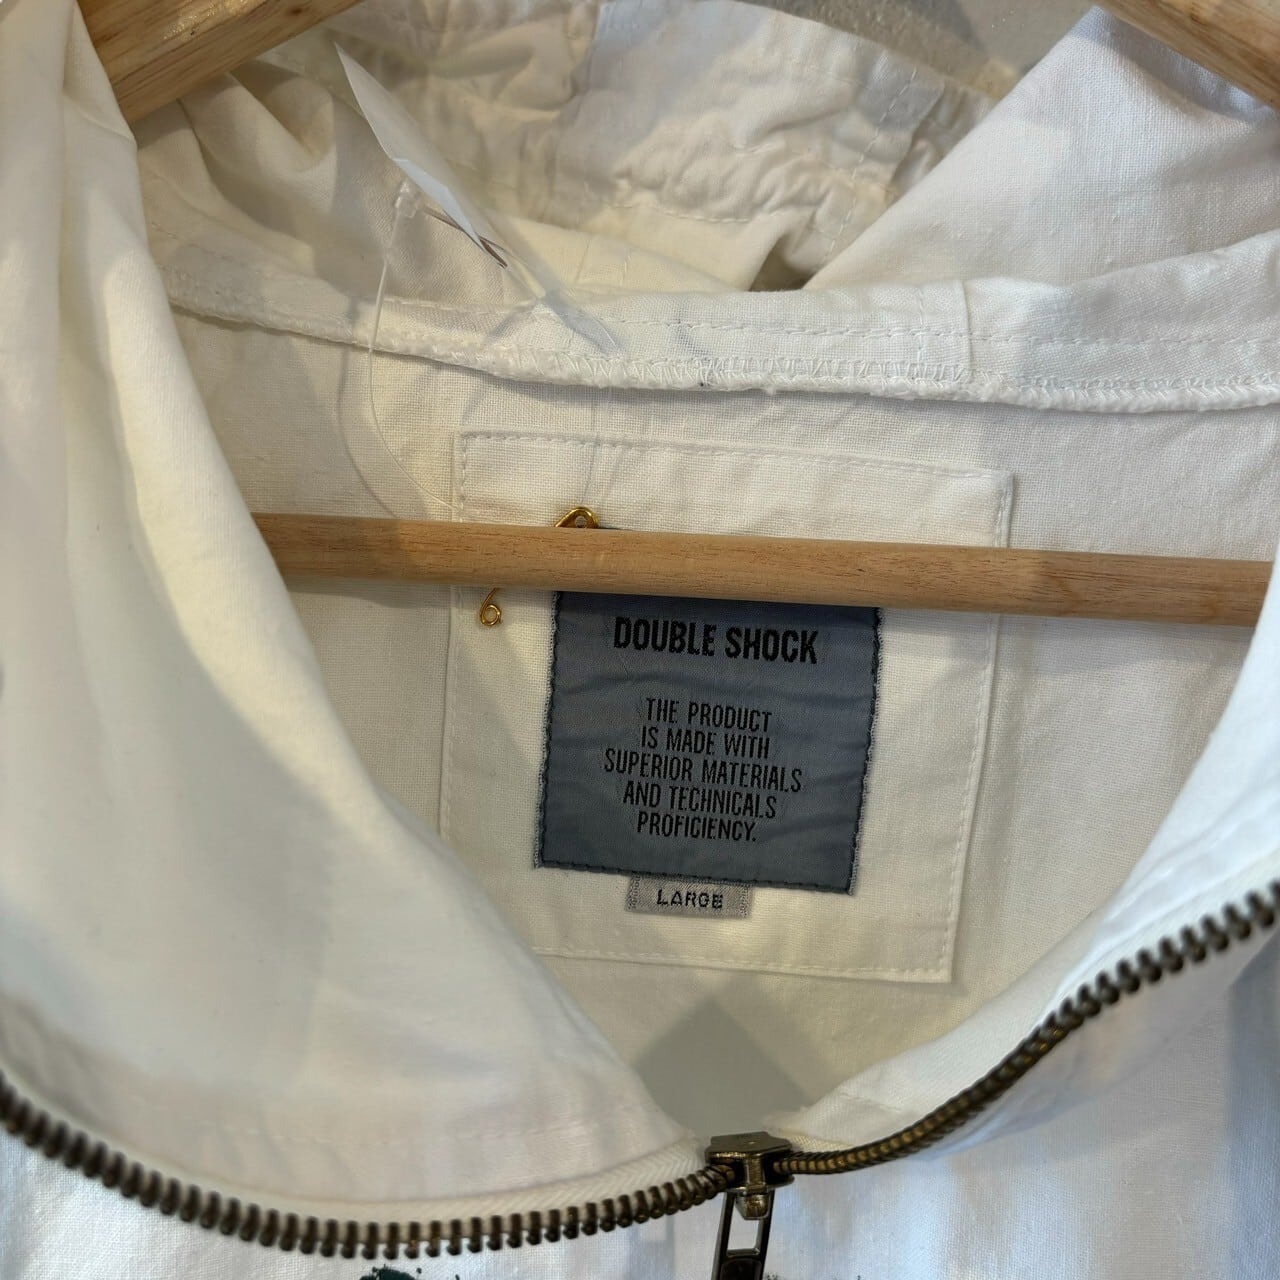 DOUBLE SHOCK
THE PRODUCT
IS MADE WITH
SUPERIOR MATERIALS
AND TECHNICALS
PROFICIENCY.
LARGE